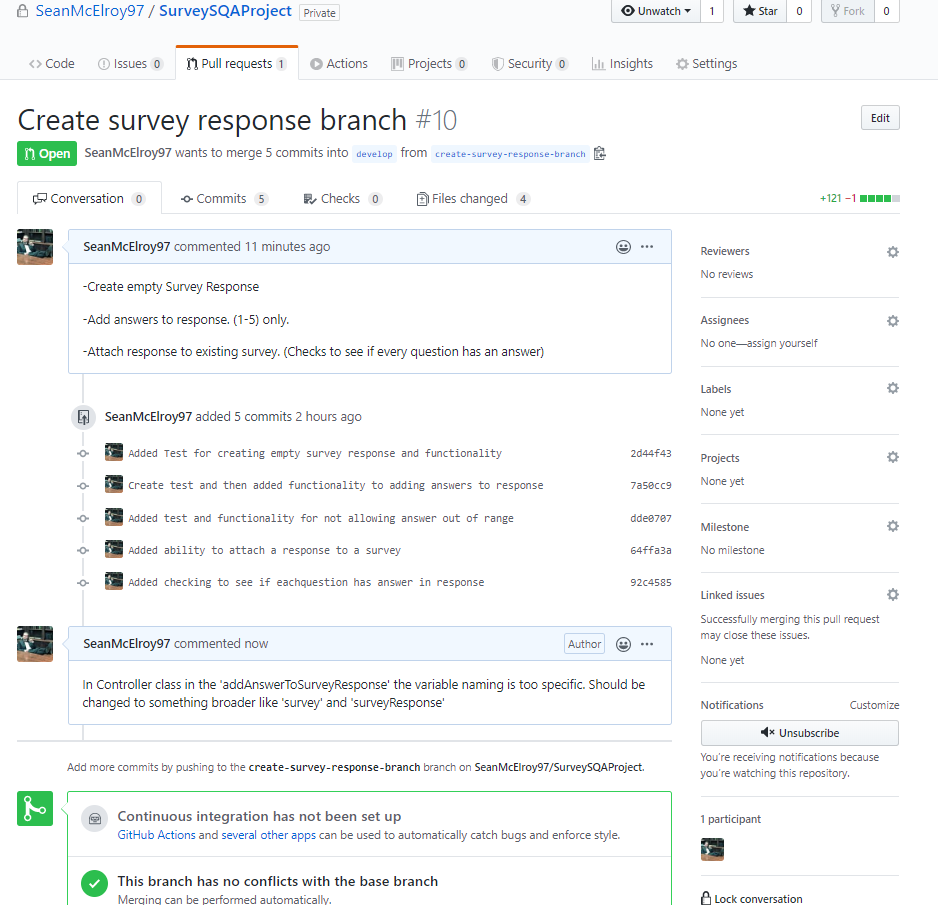 SeanMcElroy97 / SurveySQAProject Private
Unwatch 1 Star 0 Fork 0
Code Issues 0 Pull requests 1 Actions Projects 0 Security 0 Insights Settings
Create survey response branch #10
Edit
Open SeanMcElroy97 wants to merge 5 commits into develop from create-survey-response-branch
Conversation 0 Commits 5 Checks 0 Files changed 4
+121 −1
SeanMcElroy97 commented 11 minutes ago
-Create empty Survey Response
-Add answers to response. (1-5) only.
-Attach response to existing survey. (Checks to see if every question has an answer)
SeanMcElroy97 added 5 commits 2 hours ago
Added Test for creating empty survey response and functionality 2d44f43
Create test and then added functionality to adding answers to response 7a50cc9
Added test and functionality for not allowing answer out of range dde0707
Added ability to attach a response to a survey 64ffa3a
Added checking to see if eachquestion has answer in response 92c4585
SeanMcElroy97 commented now Author
In Controller class in the 'addAnswerToSurveyResponse' the variable naming is too specific. Should be
changed to something broader like 'survey' and 'surveyResponse'
Add more commits by pushing to the create-survey-response-branch branch on SeanMcElroy97/SurveySQAProject.
Continuous integration has not been set up
GitHub Actions and several other apps can be used to automatically catch bugs and enforce style.
This branch has no conflicts with the base branch
Merging can be performed automatically.
Reviewers
No reviews
Assignees
No one—assign yourself
Labels
None yet
Projects
None yet
Milestone
No milestone
Linked issues
Successfully merging this pull request
may close these issues.
None yet
Notifications Customize
Unsubscribe
You're receiving notifications because
you're watching this repository.
1 participant
Lock conversation